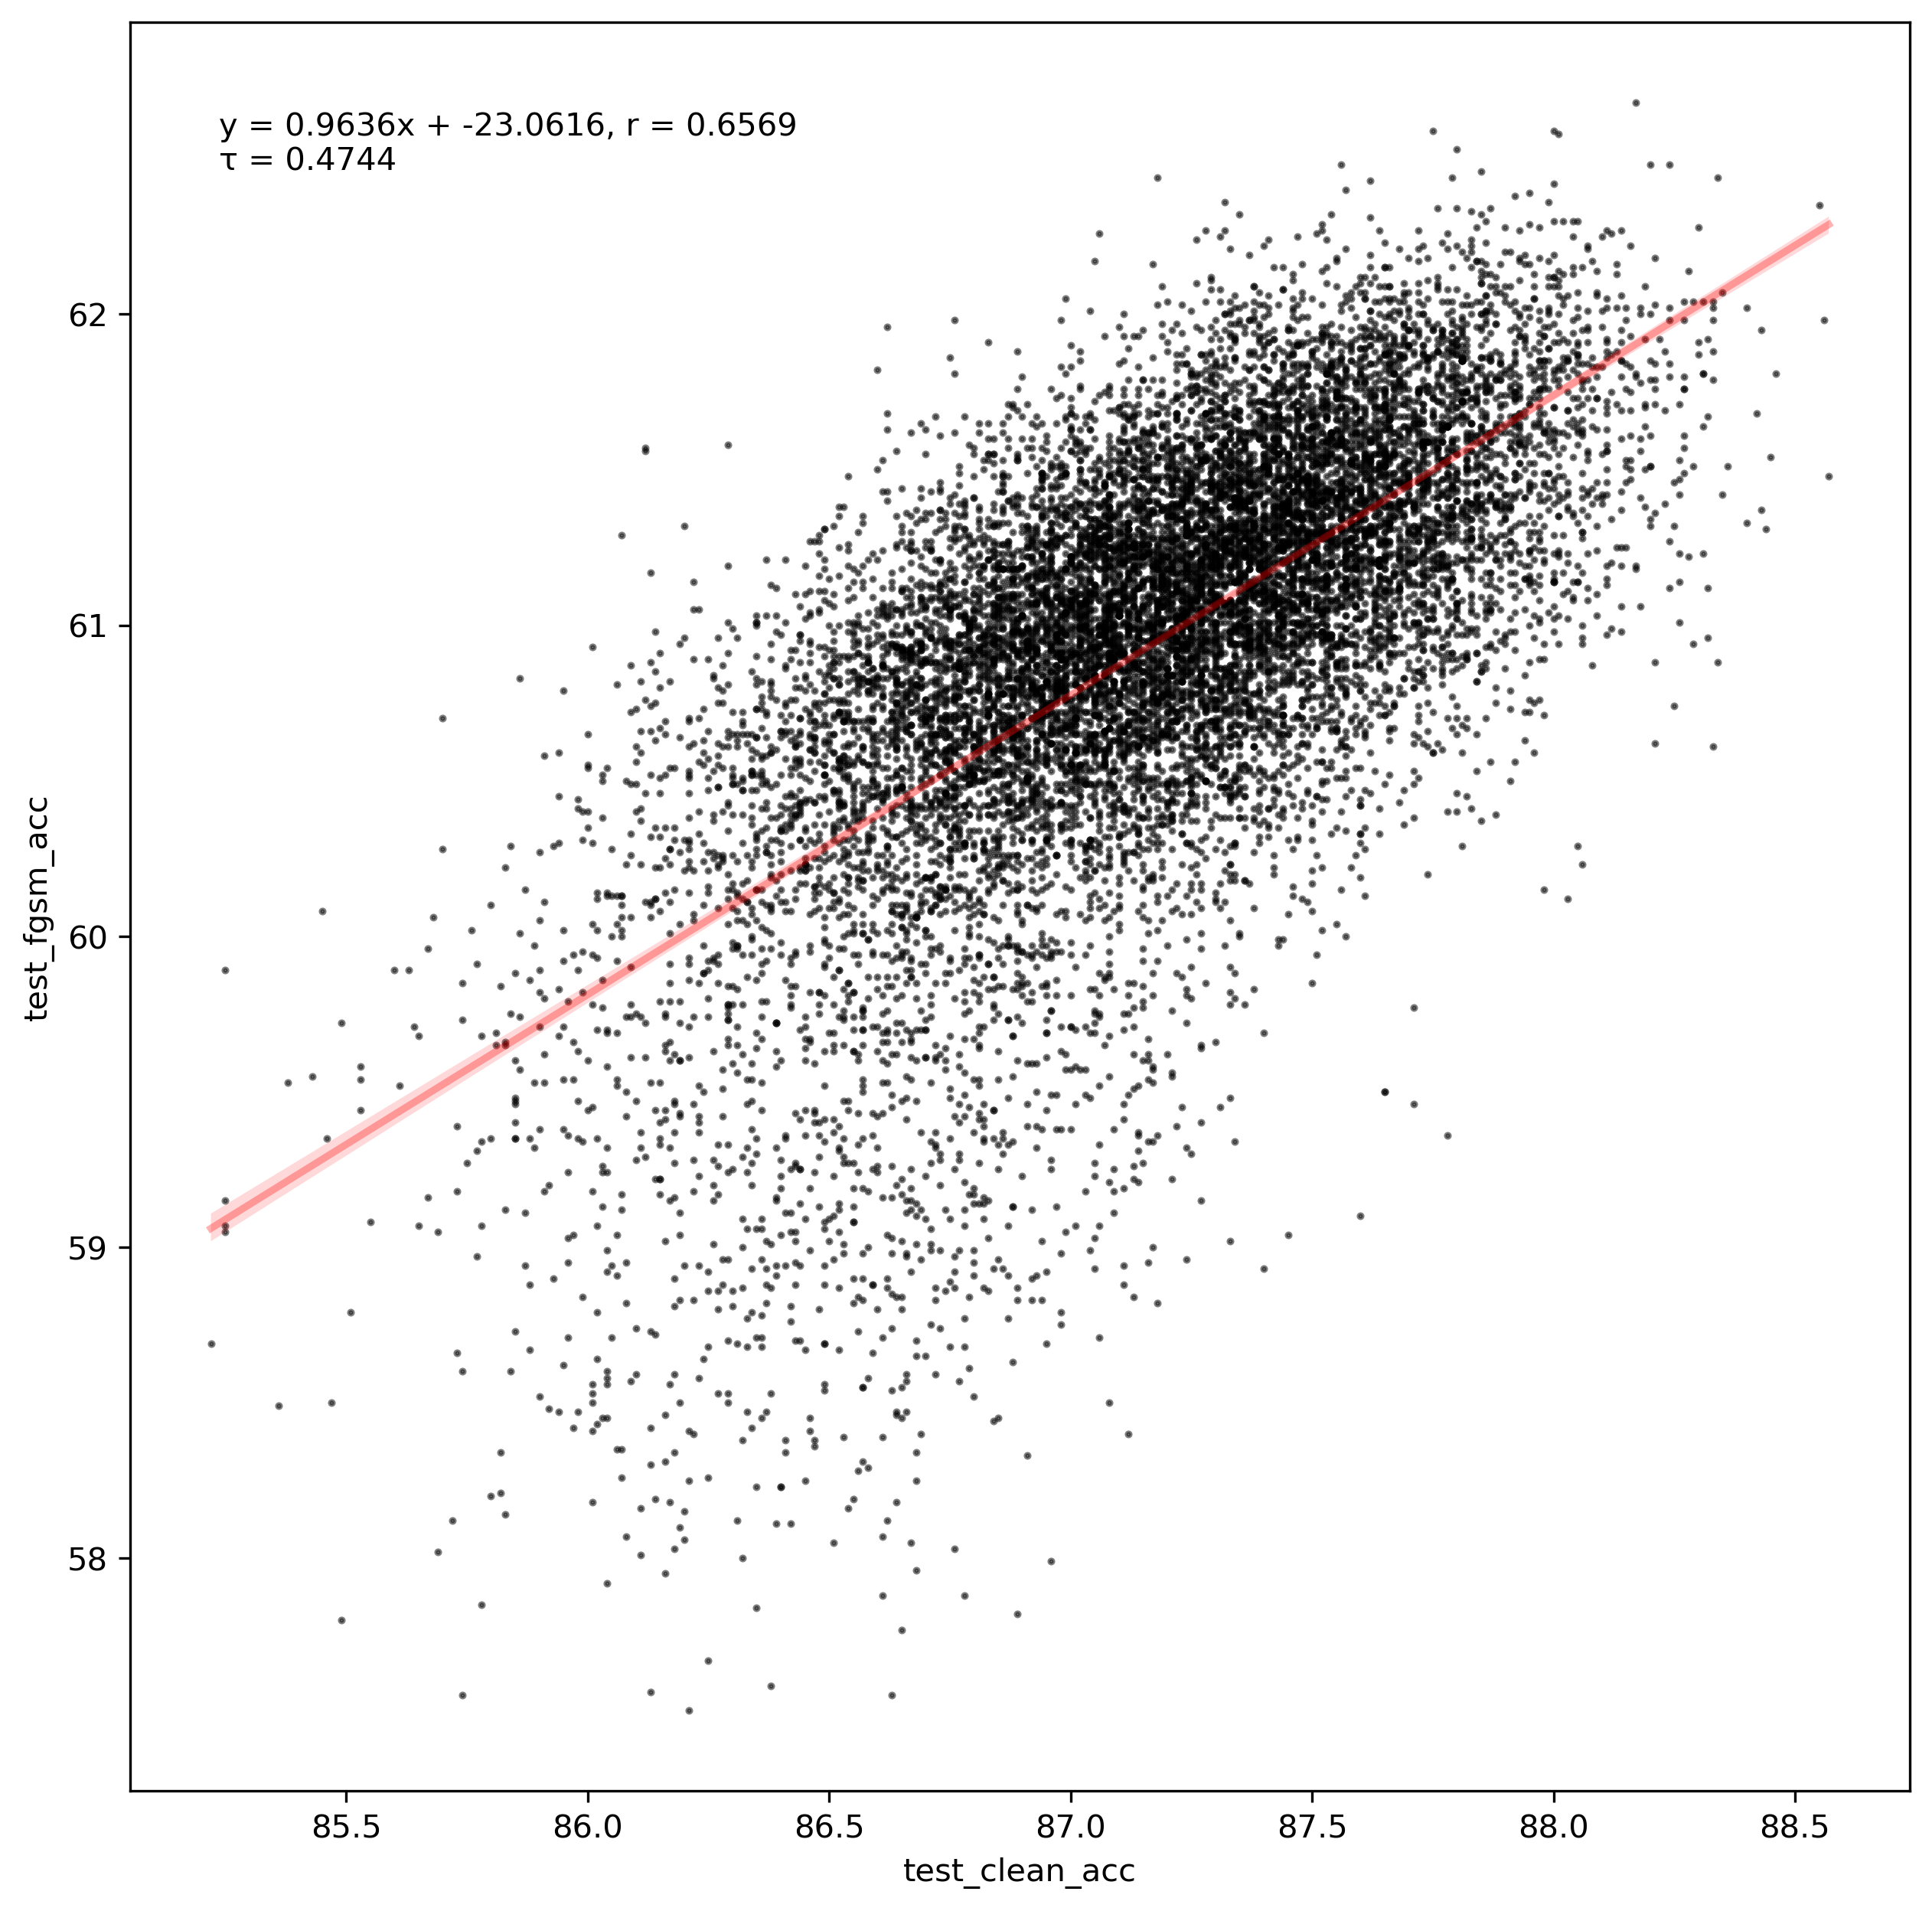 y = 0.9636x + -23.0616, r = 0.6569
τ = 0.4744
62
61
60
59
58
test_fgsm_acc
85.5 86.0 86.5 87.0 87.5 88.0 88.5
test_clean_acc